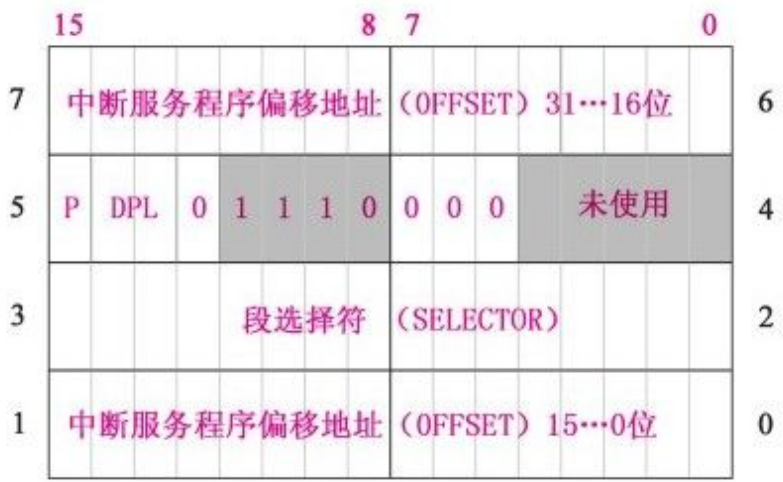 15 8 7 0
7 中断服务程序偏移地址（OFFSET）31…16位 6
5 P DPL 0 1 1 1 0 0 0 0 未使用 4
3 段选择符（SELECTOR） 2
1 中断服务程序偏移地址（OFFSET）15…0位 0